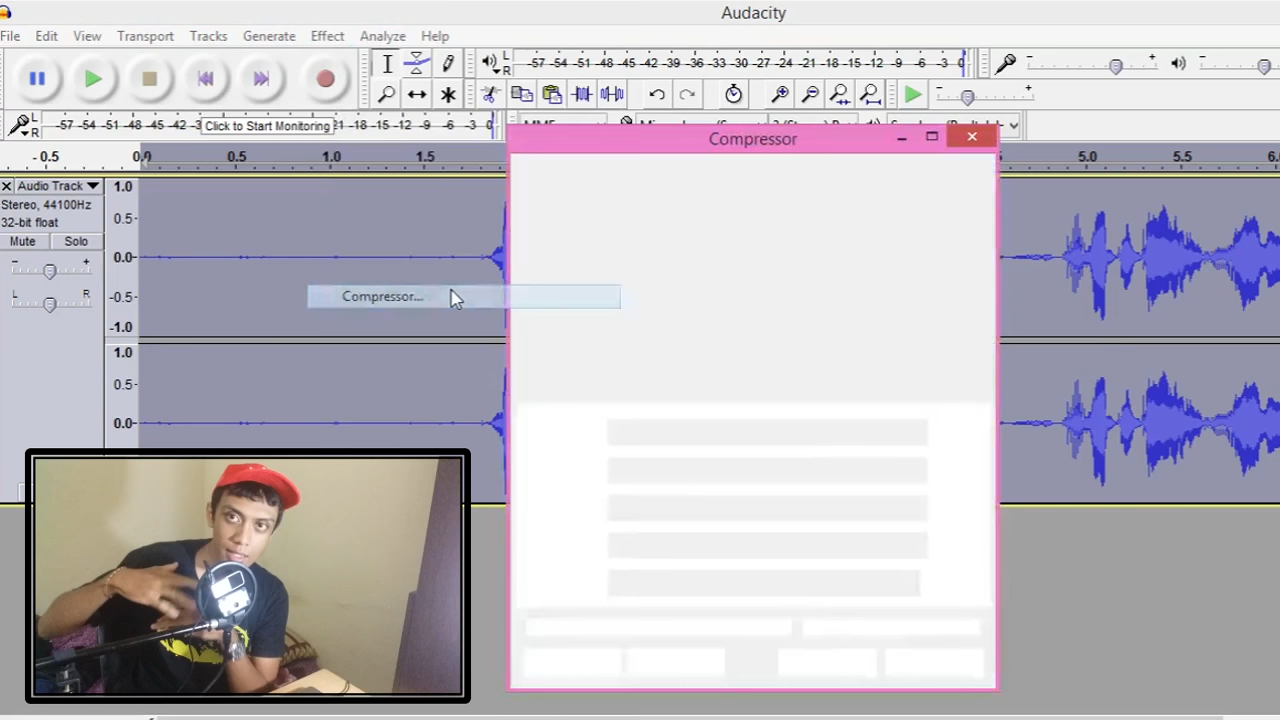 Audacity
File Edit View Transport Tracks Generate Effect Analyze Help
L
R
-57 -54 -51 -48 -45 -42 -39 -36 -33 -30 -27 -24 -21 -18 -15 -12 -9 -6 -3 0
- +
- +
- +
L
R
-57 -54 -51 -48 -45 -42 Click to Start Monitoring -12 -9 -6 -3 0
-0.5 0.0 0.5 1.0 1.5 5.0 5.5 6.0
Compressor
Audio Track
Stereo, 44100Hz
32-bit float
Mute Solo
- +
L R
1.0
0.5
0.0
-0.5
-1.0
1.0
0.5
0.0
Compressor...